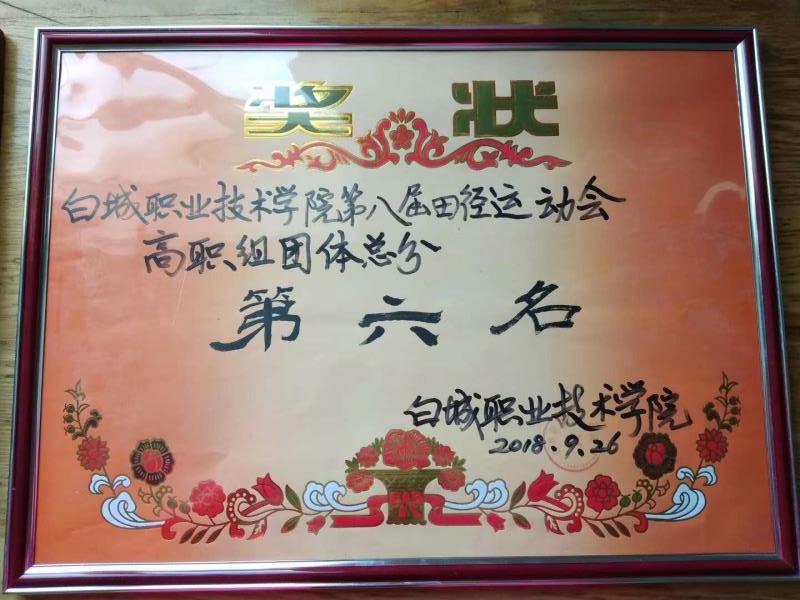 奖状
白城职业技术学院第八届田径运动会
高职组团体总分
第六名
白城职业技术学院
2018.9.26